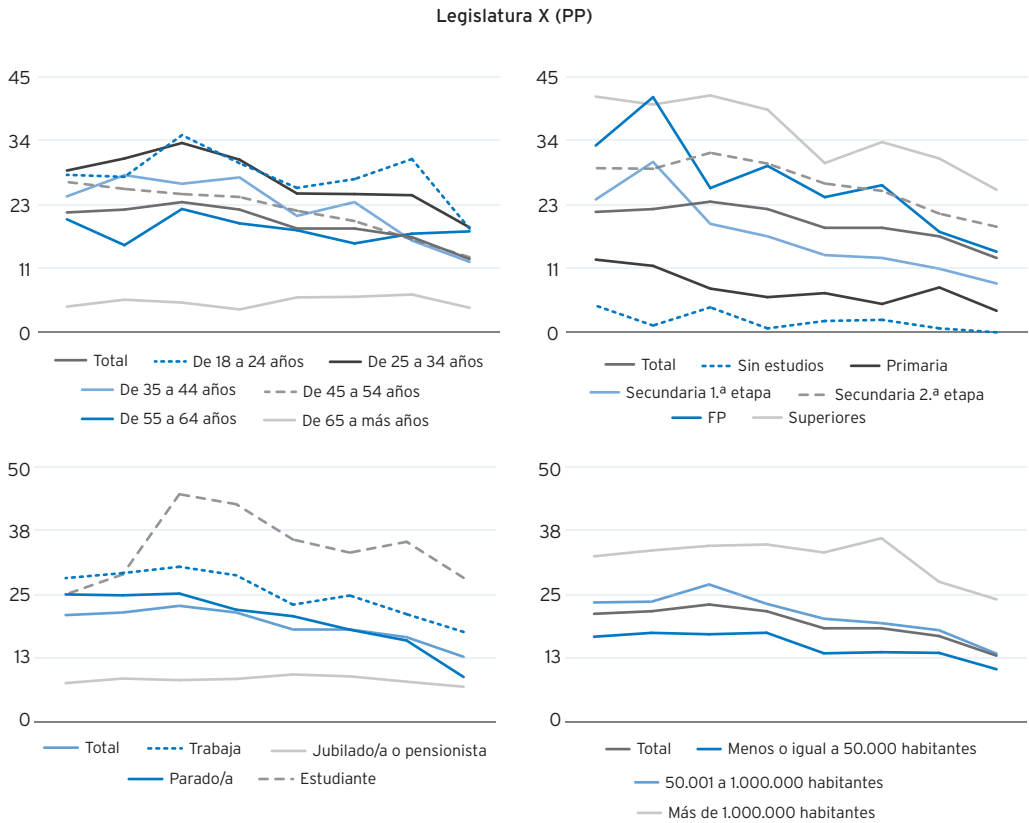 Legislatura X (PP)
45
34
23
11
0
Total
De 18 a 24 años
De 25 a 34 años
De 35 a 44 años
De 45 a 54 años
De 55 a 64 años
De 65 a más años
45
34
23
11
0
Total
Sin estudios
Primaria
Secundaria 1.ª etapa
Secundaria 2.ª etapa
FP
Superiores
50
38
25
13
0
Total
Trabaja
Jubilado/a o pensionista
Parado/a
Estudiante
50
38
25
13
0
Total
Menos o igual a 50.000 habitantes
50.001 a 1.000.000 habitantes
Más de 1.000.000 habitantes